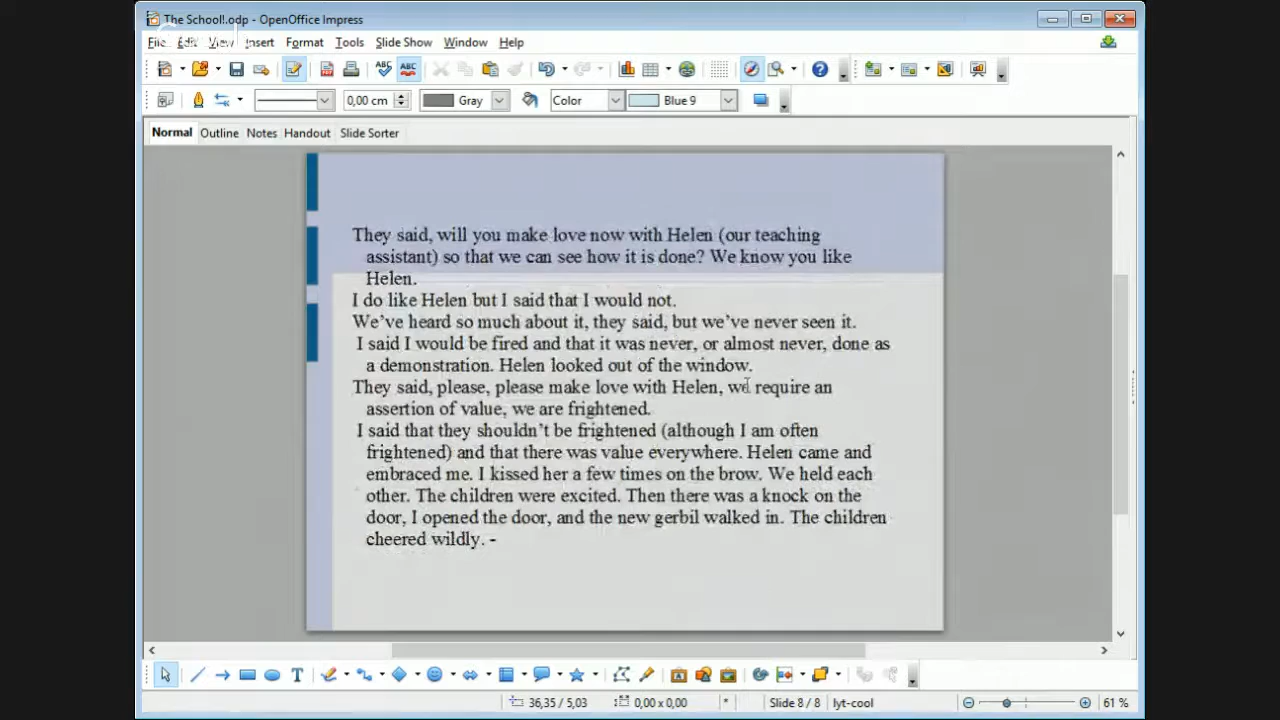 The School!.odp - OpenOffice Impress
File Edit View Insert Format Tools Slide Show Window Help
0,00 cm Gray Color Blue 9
Normal Outline Notes Handout Slide Sorter
They said, will you make love now with Helen (our teaching
assistant) so that we can see how it is done? We know you like
Helen.
I do like Helen but I said that I would not.
We’ve heard so much about it, they said, but we’ve never seen it.
I said I would be fired and that it was never, or almost never, done as
a demonstration. Helen looked out of the window.
They said, please, please make love with Helen, we require an
assertion of value, we are frightened.
I said that they shouldn’t be frightened (although I am often
frightened) and that there was value everywhere. Helen came and
embraced me. I kissed her a few times on the brow. We held each
other. The children were excited. Then there was a knock on the
door, I opened the door, and the new gerbil walked in. The children
cheered wildly. -
36,35 / 5,03 0,00 x 0,00 * Slide 8 / 8 lyt-cool 61 %